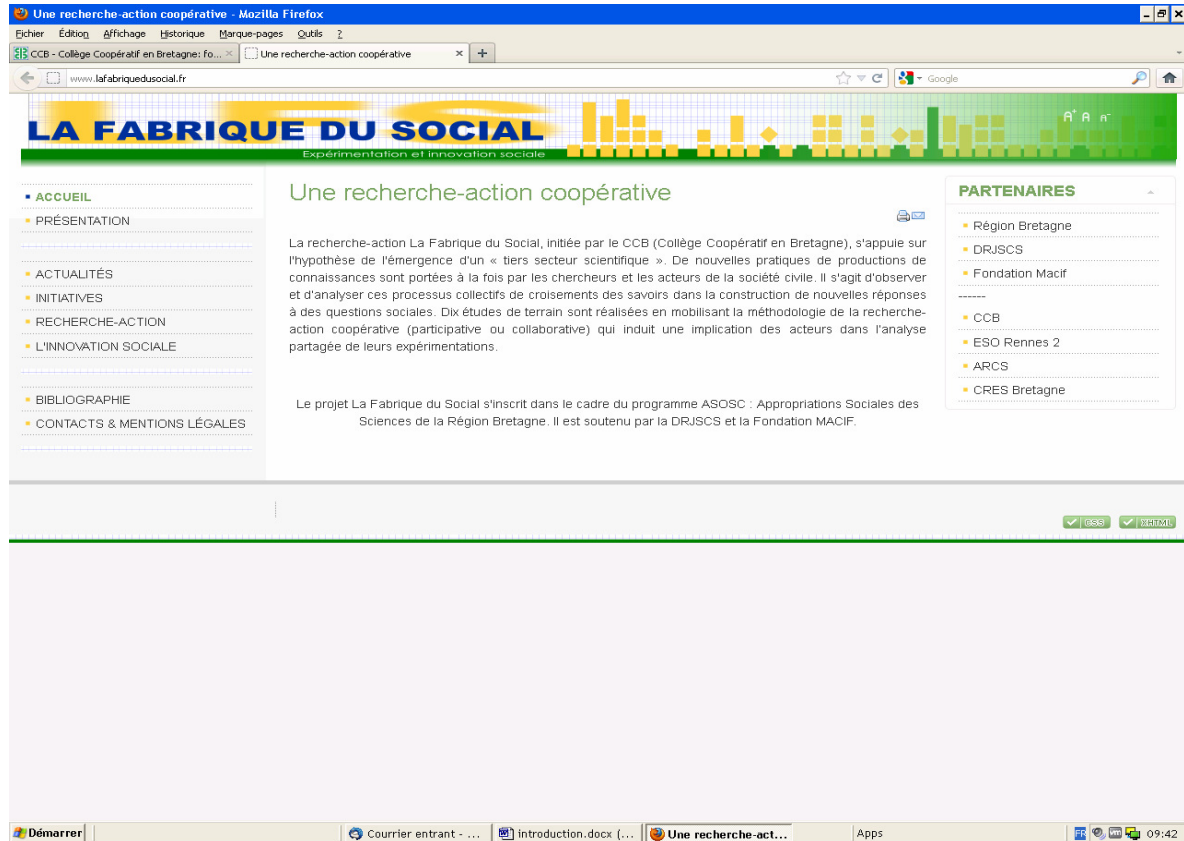 Une recherche-action coopérative - Mozilla Firefox
Eichier Édition Affichage Historique Marque-pages Outils ?
CCB - Collège Coopératif en Bretagne: fo... × Une recherche-action coopérative × +
www.lafabriquedusocial.fr Google
LA FABRIQUE DU SOCIAL
Expérimentation et innovation sociale
A+ A A-
ACCUEIL
PRÉSENTATION
ACTUALITÉS
INITIATIVES
RECHERCHE-ACTION
L'INNOVATION SOCIALE
BIBLIOGRAPHIE
CONTACTS & MENTIONS LÉGALES
Une recherche-action coopérative
La recherche-action La Fabrique du Social, initiée par le CCB (Collège Coopératif en Bretagne), s'appuie sur
l'hypothèse de l'émergence d'un « tiers secteur scientifique ». De nouvelles pratiques de productions de
connaissances sont portées à la fois par les chercheurs et les acteurs de la société civile. Il s'agit d'observer
et d'analyser ces processus collectifs de croisements des savoirs dans la construction de nouvelles réponses
à des questions sociales. Dix études de terrain sont réalisées en mobilisant la méthodologie de la recherche-
action coopérative (participative ou collaborative) qui induit une implication des acteurs dans l'analyse
partagée de leurs expérimentations.
Le projet La Fabrique du Social s'inscrit dans le cadre du programme ASOSC : Appropriations Sociales des
Sciences de la Région Bretagne. Il est soutenu par la DRJSCS et la Fondation MACIF.
PARTENAIRES
Région Bretagne
DRJSCS
Fondation Macif
------
CCB
ESO Rennes 2
ARCS
CRES Bretagne
CSS XHTML
Démarrer Courrier entrant - ... introduction.docx (... Une recherche-act... Apps FR 09:42